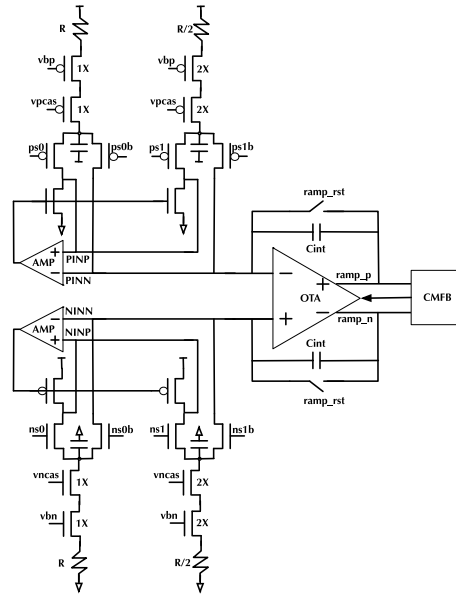 R R/2
vbp 1X vbp 2X
vpcas 1X vpcas 2X
ps0 ps0b ps1 ps1b
ramp_rst
AMP + PINP
− PINN
Cint
− + ramp_p
OTA CMFB
+ − ramp_n
AMP − NINN
+ NINP
Cint
ramp_rst
ns0 ns0b ns1 ns1b
vncas 1X vncas 2X
vbn 1X vbn 2X
R R/2